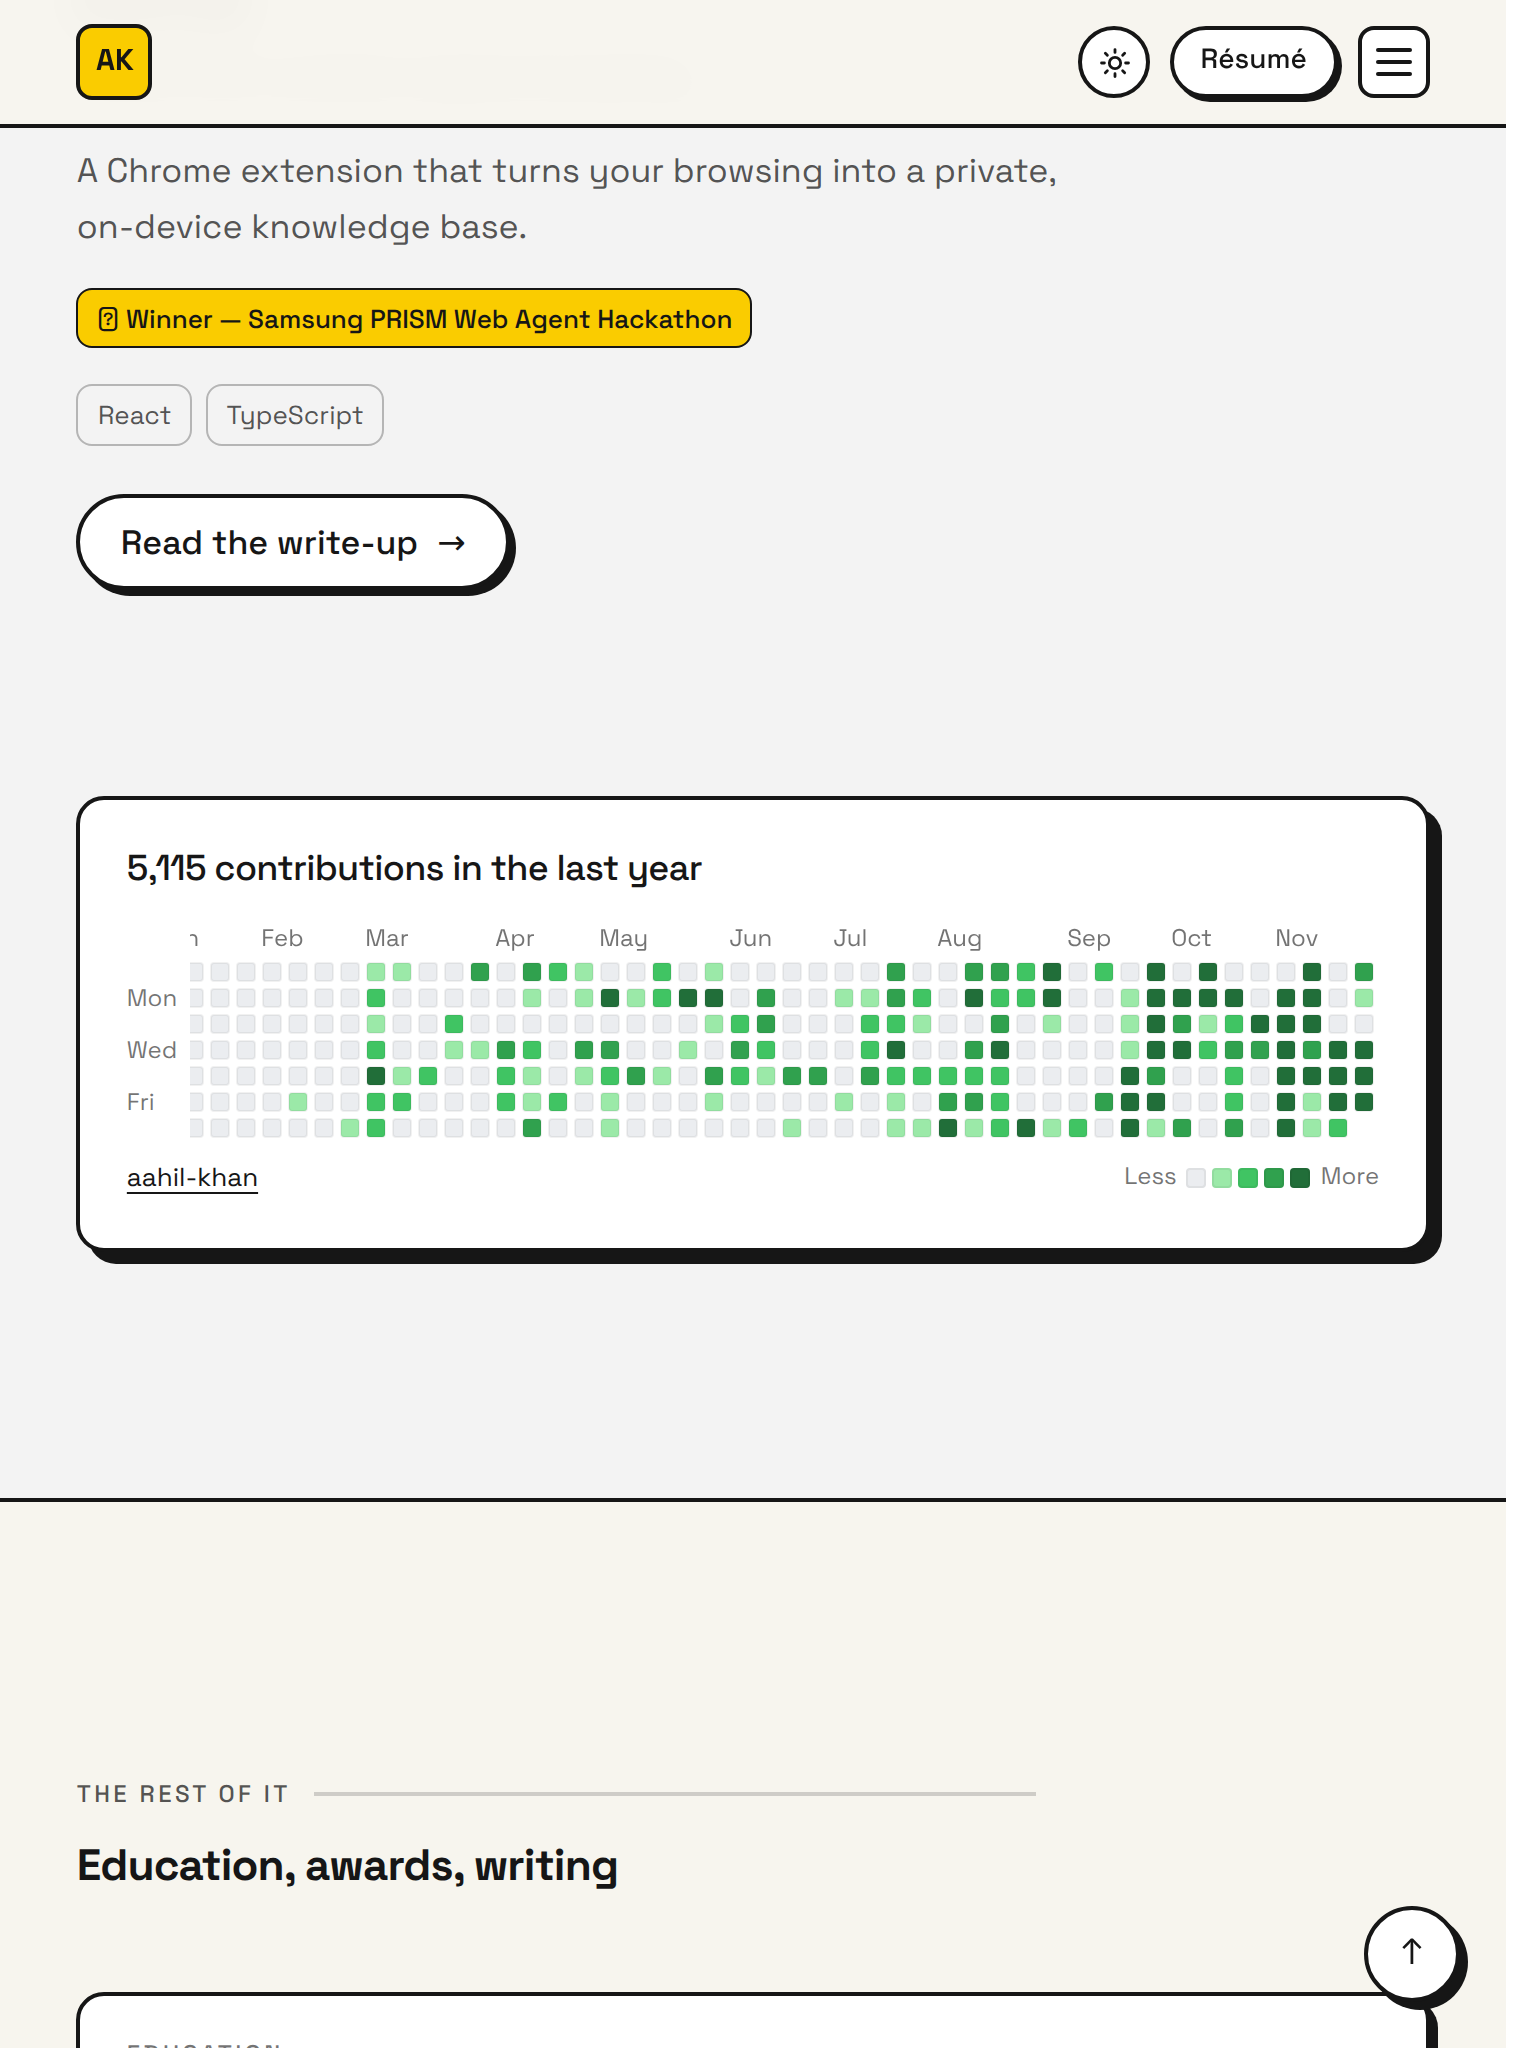 AK
Résumé
A Chrome extension that turns your browsing into a private,
on-device knowledge base.
Winner — Samsung PRISM Web Agent Hackathon
React
TypeScript
Read the write-up →
5,115 contributions in the last year
n Feb Mar Apr May Jun Jul Aug Sep Oct Nov
Mon
Wed
Fri
aahil-khan
Less More
THE REST OF IT
Education, awards, writing
↑
EDUCATION